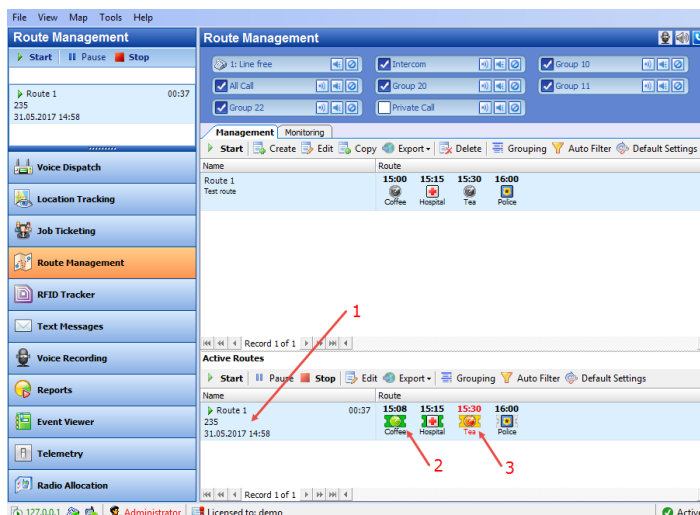 File View Map Tools Help
Route Management
Start Pause Stop
Route 1 00:37
235
31.05.2017 14:58
Voice Dispatch
Location Tracking
Job Ticketing
Route Management
RFID Tracker
Text Messages
Voice Recording
Reports
Event Viewer
Telemetry
Radio Allocation
Route Management
1: Line free Intercom Group 10
All Call Group 20 Group 11
Group 22 Private Call
Management Monitoring
Start Create Edit Copy Export Delete Grouping Auto Filter Default Settings
Name Route
Route 1 15:00 15:15 15:30 16:00
Test route
Coffee Hospital Tea Police
1
Record 1 of 1
Active Routes
Start Pause Stop Edit Export Grouping Auto Filter Default Settings
Name Route
Route 1 00:37 15:08 15:15 15:30 16:00
235
31.05.2017 14:58
Coffee Hospital Tea Police
2 3
Record 1 of 1
127.0.0.1 Administrator Licensed to: demo Active